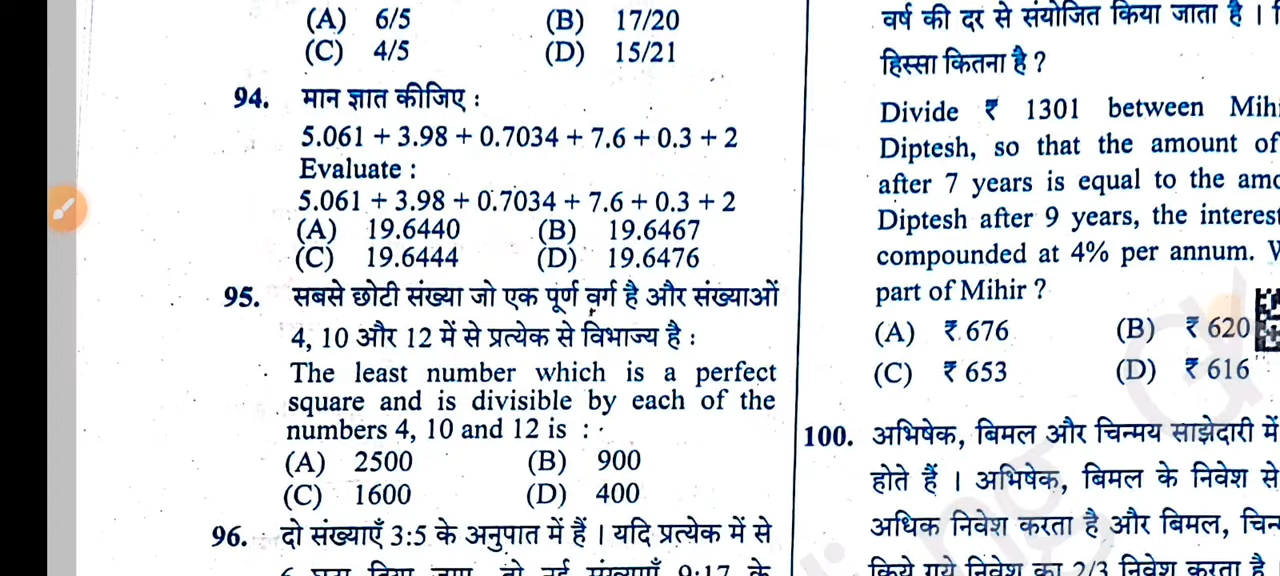 (A) 6/5 (B) 17/20
(C) 4/5 (D) 15/21
94. मान ज्ञात कीजिए :
5.061 + 3.98 + 0.7034 + 7.6 + 0.3 + 2
Evaluate :
5.061 + 3.98 + 0.7034 + 7.6 + 0.3 + 2
(A) 19.6440 (B) 19.6467
(C) 19.6444 (D) 19.6476
95. सबसे छोटी संख्या जो एक पूर्ण वर्ग है और संख्याओं
4, 10 और 12 में से प्रत्येक से विभाज्य है :
The least number which is a perfect
square and is divisible by each of the
numbers 4, 10 and 12 is :
(A) 2500 (B) 900
(C) 1600 (D) 400
96. दो संख्याएँ 3:5 के अनुपात में हैं । यदि प्रत्येक में से
वर्ष की दर से संयोजित किया जाता है ।
हिस्सा कितना है ?
Divide ₹ 1301 between
Diptesh, so that the amount of
after 7 years is equal to the
Diptesh after 9 years, the
compounded at 4% per annum.
part of Mihir ?
(A) ₹ 676 (B) ₹ 620
(C) ₹ 653 (D) ₹ 616
100. अभिषेक, बिमल और चिन्मय साझेदारी में
होते हैं । अभिषेक, बिमल के निवेश से
अधिक निवेश करता है और बिमल,
किये गये निवेश का 2/3 निवेश करता है